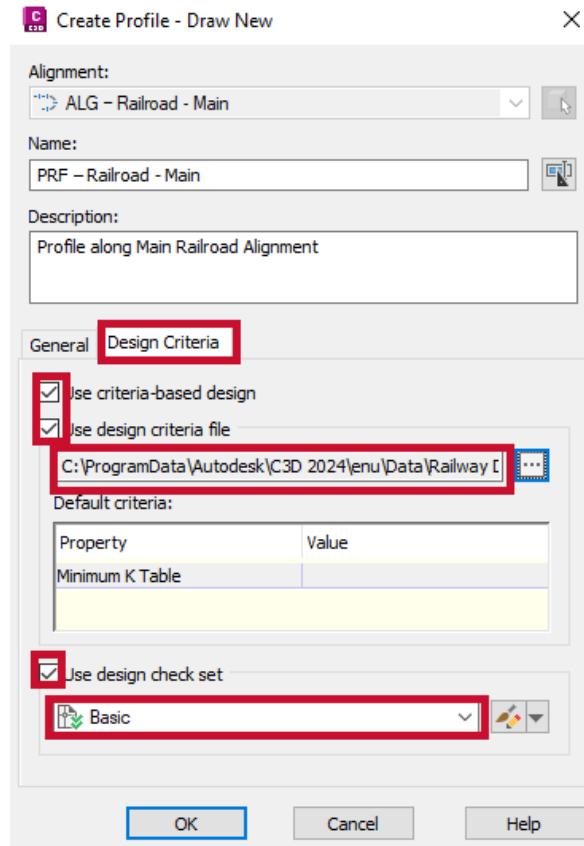 C
C3D
Create Profile - Draw New
Alignment:
ALG – Railroad - Main
Name:
PRF – Railroad - Main
Description:
Profile along Main Railroad Alignment
General
Design Criteria
Use criteria-based design
Use design criteria file
C:\ProgramData\Autodesk\C3D 2024\enu\Data\Railway D
...
Default criteria:
Property Value
Minimum K Table
Use design check set
Basic
OK Cancel Help